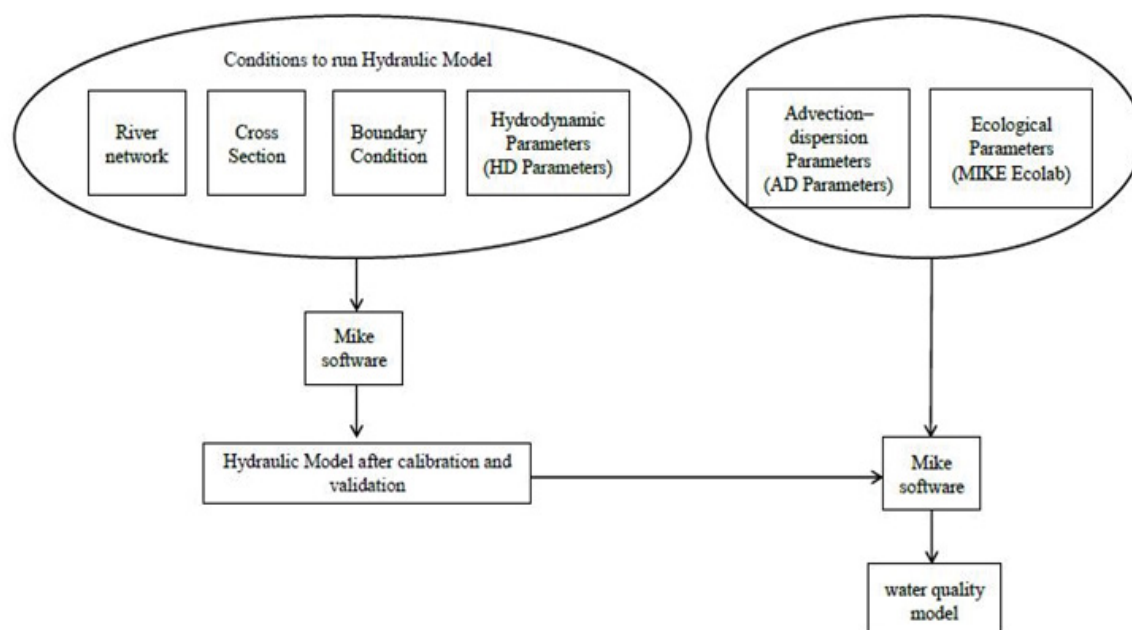 Conditions to run Hydraulic Model
River
network
Cross
Section
Boundary
Condition
Hydrodynamic
Parameters
(HD Parameters)
Advection–
dispersion
Parameters
(AD Parameters)
Ecological
Parameters
(MIKE Ecolab)
Mike
software
Hydraulic Model after calibration and
validation
Mike
software
water quality
model